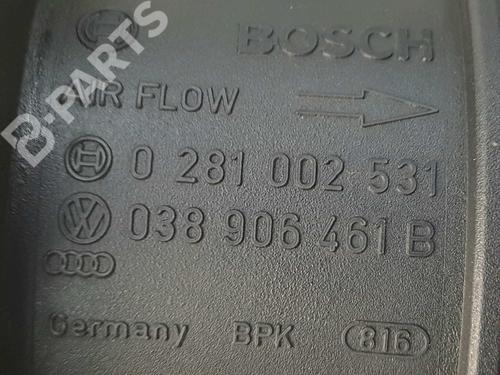 BOSCH
B-PARTS
AIR FLOW
0 281 002 531
038 906 461 B
Germany BPK 816